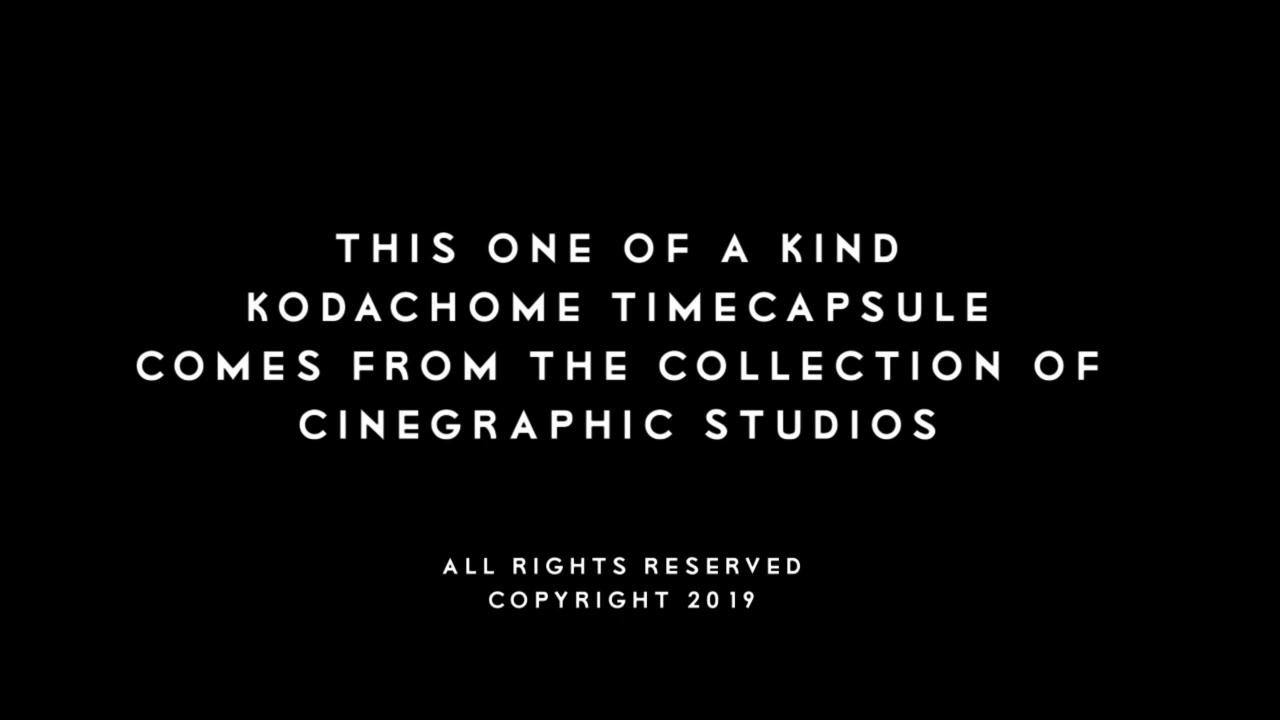 THIS ONE OF A KIND
KODACHOME TIMECAPSULE
COMES FROM THE COLLECTION OF
CINEGRAPHIC STUDIOS
ALL RIGHTS RESERVED
COPYRIGHT 2019